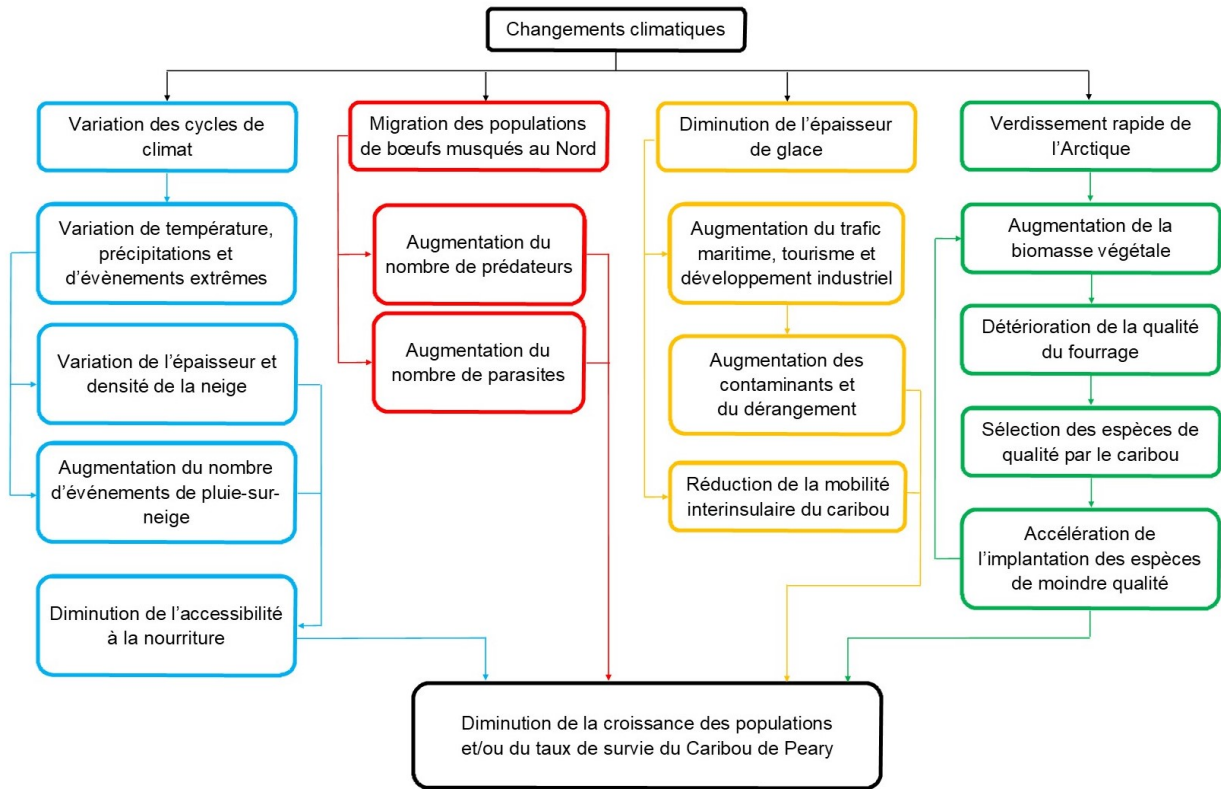 Changements climatiques
Variation des cycles de
climat
Variation de température,
précipitations et
d'évènements extrêmes
Variation de l'épaisseur et
densité de la neige
Augmentation du nombre
d'événements de pluie-sur-
neige
Diminution de l'accessibilité
à la nourriture
Migration des populations
de bœufs musqués au Nord
Augmentation du
nombre de prédateurs
Augmentation du
nombre de parasites
Diminution de l'épaisseur
de glace
Augmentation du trafic
maritime, tourisme et
développement industriel
Augmentation des
contaminants et
du dérangement
Réduction de la mobilité
interinsulaire du caribou
Verdissement rapide de
l'Arctique
Augmentation de la
biomasse végétale
Détérioration de la qualité
du fourrage
Sélection des espèces de
qualité par le caribou
Accélération de
l'implantation des espèces
de moindre qualité
Diminution de la croissance des populations
et/ou du taux de survie du Caribou de Peary